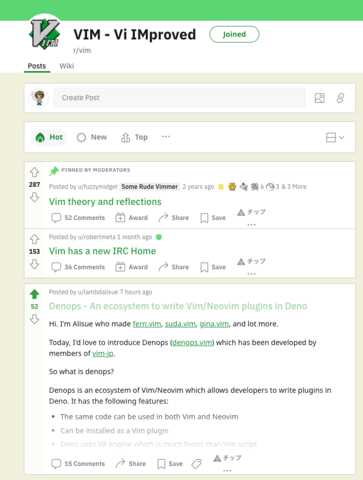 VIM - Vi IMproved
Joined
r/vim
Posts
Wiki
Create Post
Hot
New
Top
PINNED BY MODERATORS
287
Posted by u/fuzzymidget Some Rude Vimmer 2 years ago 6 3 & 3 More
Vim theory and reflections
52 Comments Award Share Save チップ
Posted by u/robertmeta 1 month ago
153
Vim has a new IRC Home
36 Comments Award Share Save チップ
Posted by u/lambdalisue 7 hours ago
52
Denops - An ecosystem to write Vim/Neovim plugins in Deno
Hi. I'm Alisue who made fern.vim, suda.vim, gina.vim, and lot more.
Today, I'd love to introduce Denops (denops.vim) which has been developed by
members of vim-jp.
So what is denops?
Denops is an ecosystem of Vim/Neovim which allows developers to write plugins in
Deno. It has the following features:
• The same code can be used in both Vim and Neovim
• Can be installed as a Vim plugin
• Deno uses V8 engine which is much faster than Vim script
15 Comments Share Save チップ